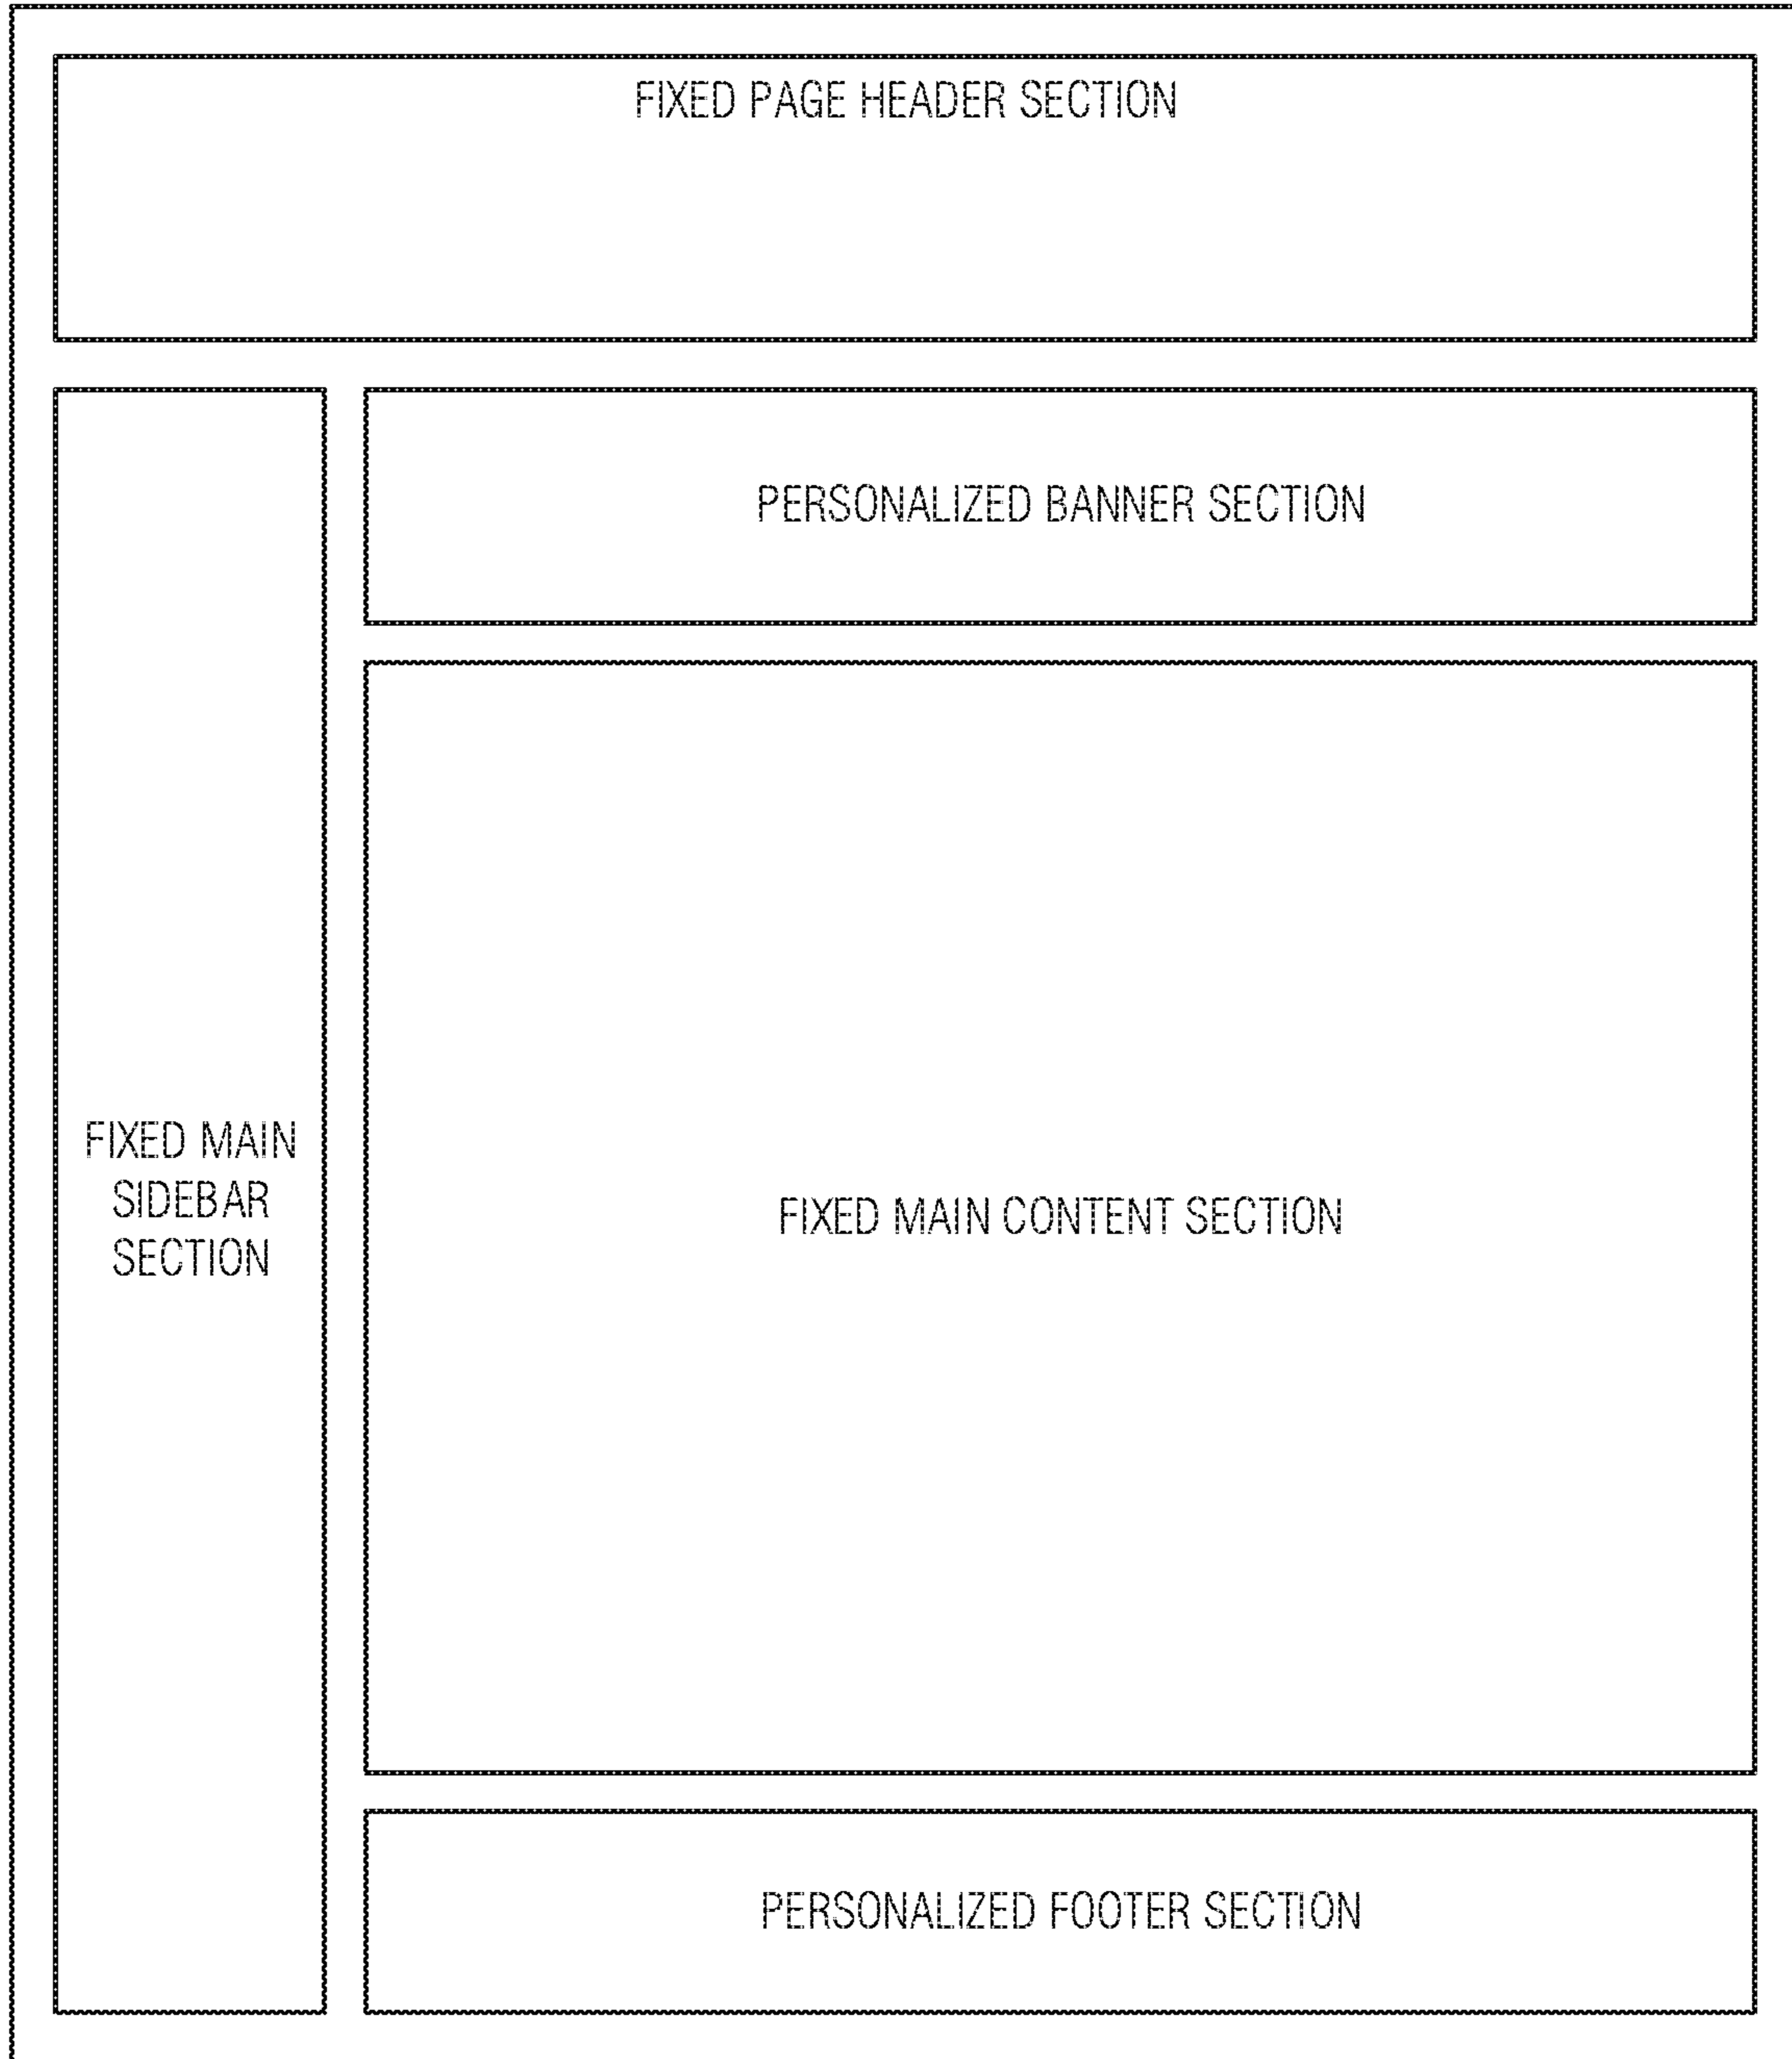 FIXED PAGE HEADER SECTION
PERSONALIZED BANNER SECTION
FIXED MAIN
SIDEBAR
SECTION
FIXED MAIN CONTENT SECTION
PERSONALIZED FOOTER SECTION